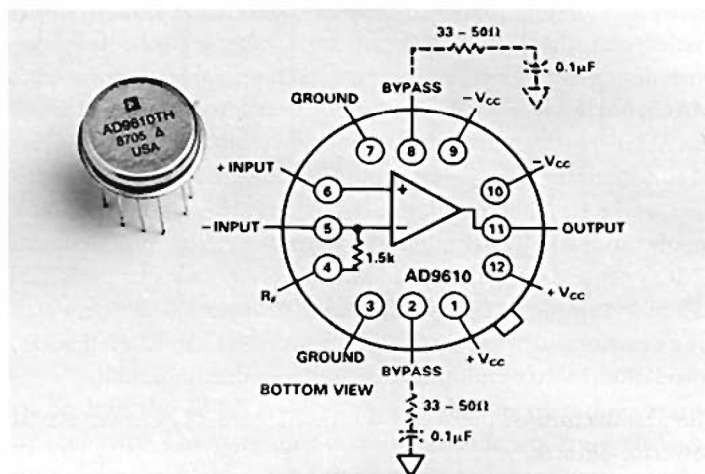 AD9610TH
8705 Δ
USA
33 – 50Ω
0.1µF
BYPASS
GROUND
–VCC
7
8
9
+ INPUT
6
+
10
–VCC
– INPUT
5
–
11
OUTPUT
1.5k
4
AD9610
12
RF
+VCC
3
2
1
GROUND
BYPASS
+VCC
BOTTOM VIEW
33 – 50Ω
0.1µF